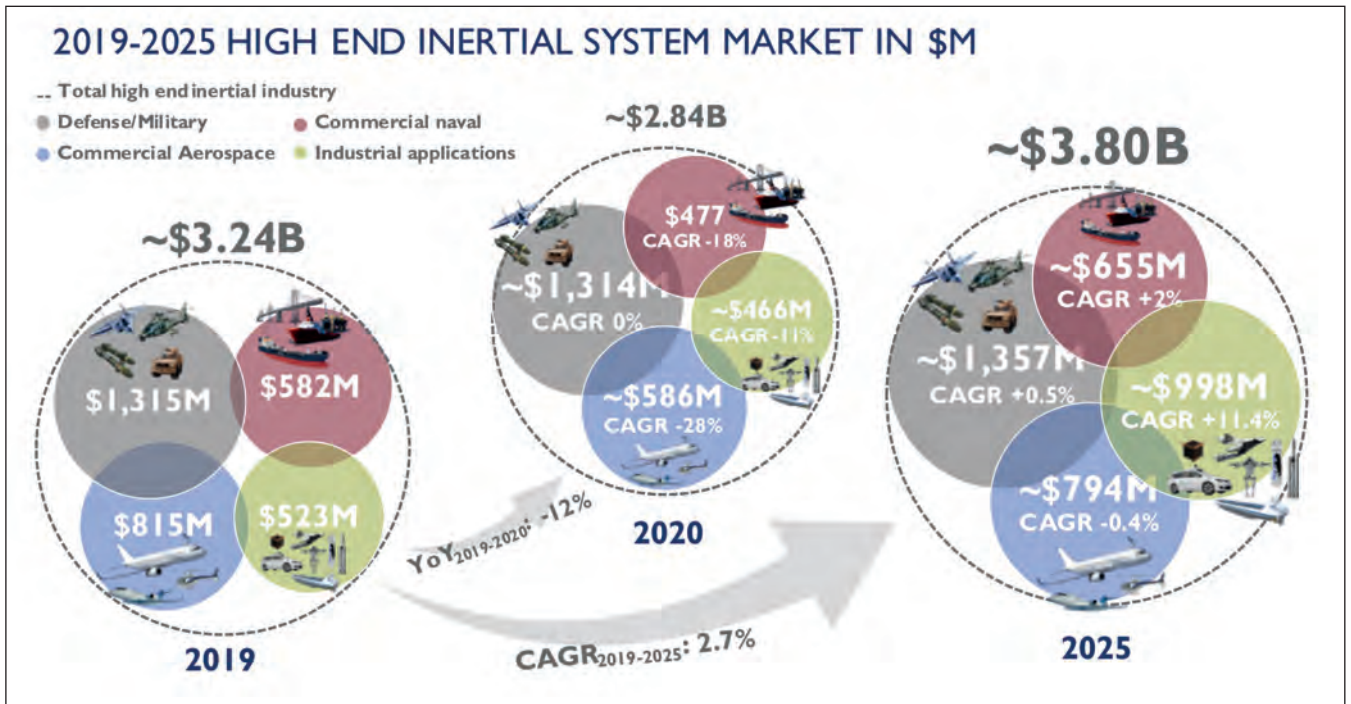 2019-2025 HIGH END INERTIAL SYSTEM MARKET IN $M
-- Total high end inertial industry
Defense/Military
Commercial naval
Commercial Aerospace
Industrial applications
~$3.24B
$1,315M
$582M
$815M
$523M
2019
~$2.84B
$477
CAGR -18%
~$1,314M
CAGR 0%
~$466M
CAGR -11%
~$586M
CAGR -28%
2020
~$3.80B
~$655M
CAGR +2%
~$1,357M
CAGR +0.5%
~$998M
CAGR +11.4%
~$794M
CAGR -0.4%
2025
YoY2019-2020: -12%
CAGR2019-2025: 2.7%